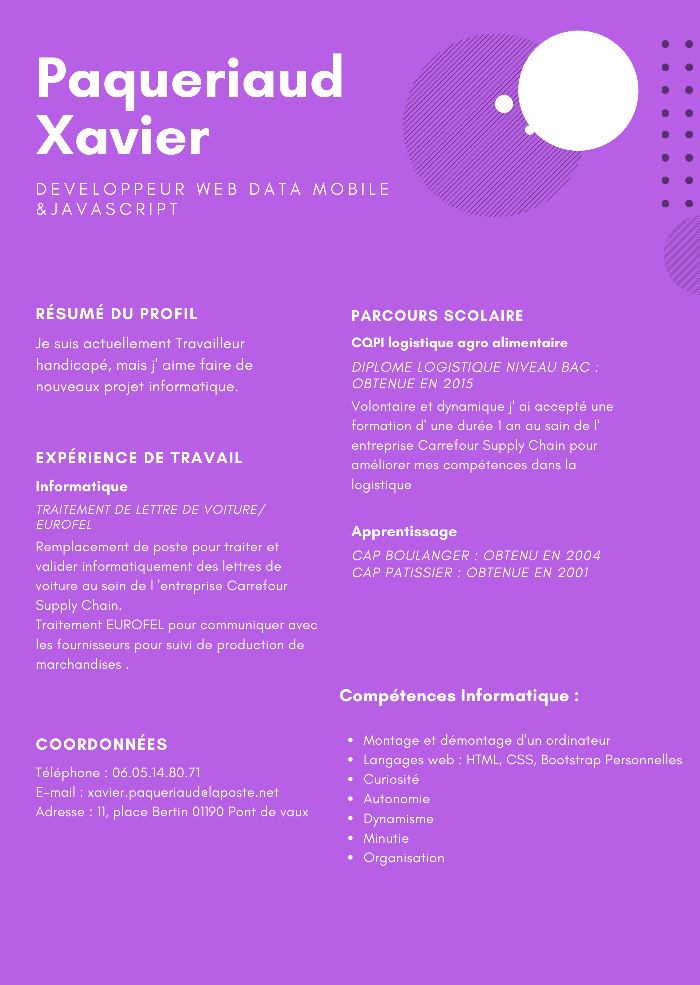 Paqueriaud
Xavier
DEVELOPPEUR WEB DATA MOBILE
&JAVASCRIPT
RÉSUMÉ DU PROFIL
Je suis actuellement Travailleur
handicapé, mais j' aime faire de
nouveaux projet informatique.
EXPÉRIENCE DE TRAVAIL
Informatique
TRAITEMENT DE LETTRE DE VOITURE/
EUROFEL
Remplacement de poste pour traiter et
valider informatiquement des lettres de
voiture au sein de l 'entreprise Carrefour
Supply Chain.
Traitement EUROFEL pour communiquer avec
les fournisseurs pour suivi de production de
marchandises .
COORDONNÉES
Téléphone : 06.05.14.80.71
E-mail : xavier.paqueriaud@laposte.net
Adresse : 11, place Bertin 01190 Pont de vaux
PARCOURS SCOLAIRE
CQPI logistique agro alimentaire
DIPLOME LOGISTIQUE NIVEAU BAC :
OBTENUE EN 2015
Volontaire et dynamique j' ai accepté une
formation d' une durée 1 an au sain de l'
entreprise Carrefour Supply Chain pour
améliorer mes compétences dans la
logistique
Apprentissage
CAP BOULANGER : OBTENU EN 2004
CAP PATISSIER : OBTENUE EN 2001
Compétences Informatique :
• Montage et démontage d'un ordinateur
• Langages web : HTML, CSS, Bootstrap Personnelles
• Curiosité
• Autonomie
• Dynamisme
• Minutie
• Organisation